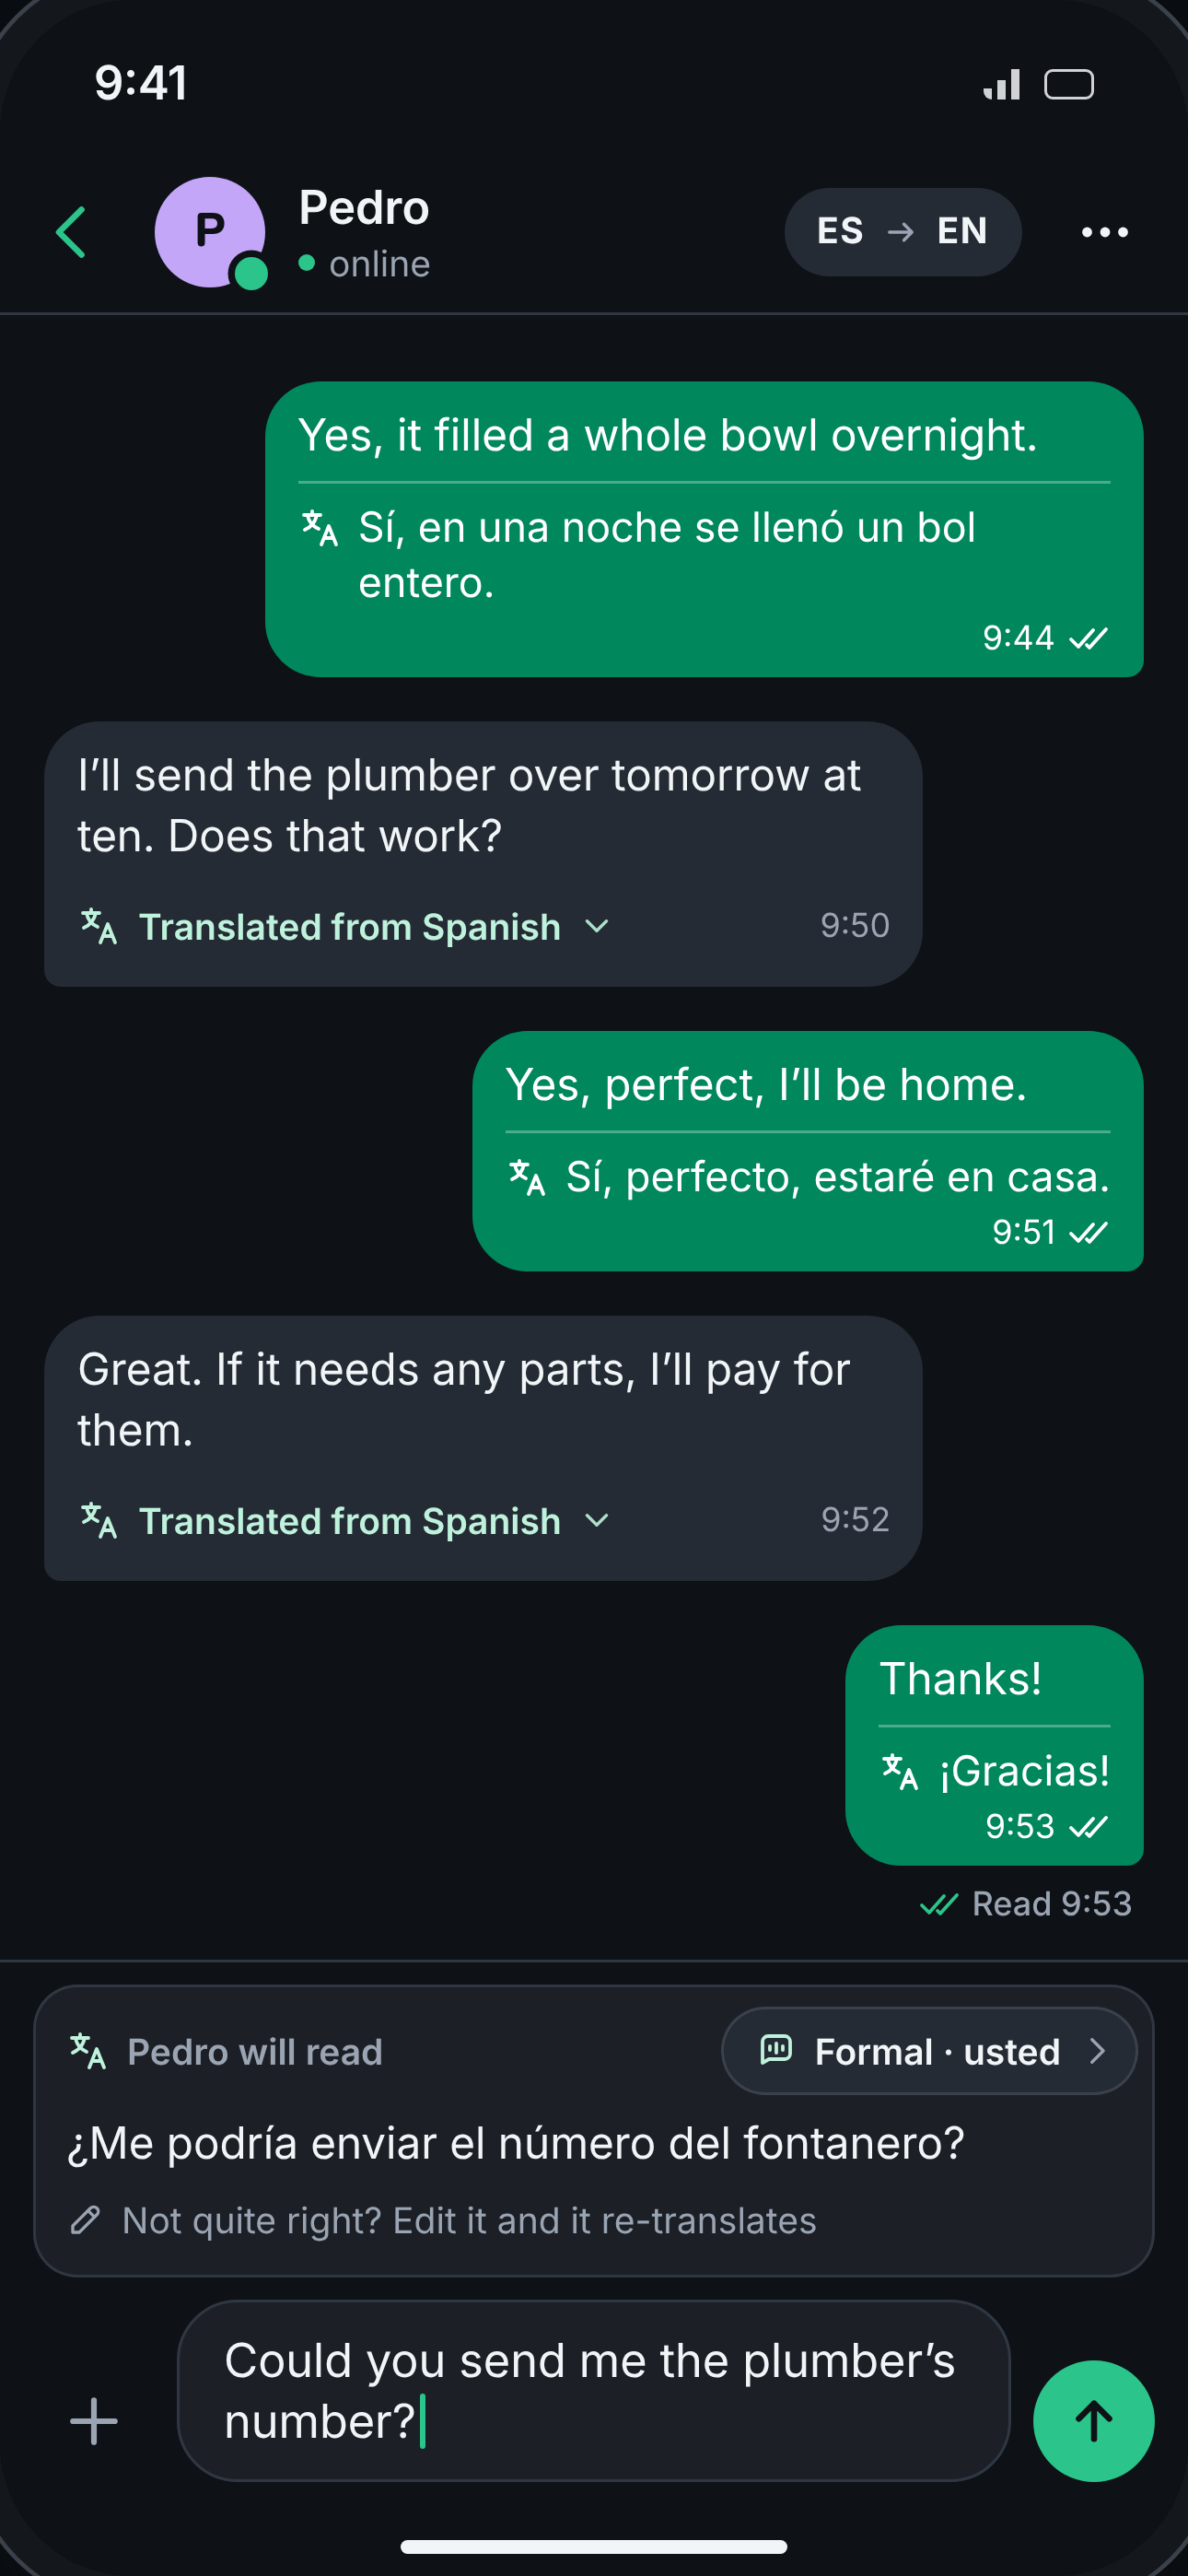 9:41
P
Pedro
online
ES → EN
Yes, it filled a whole bowl overnight.
Sí, en una noche se llenó un bol
entero.
9:44
I’ll send the plumber over tomorrow at
ten. Does that work?
Translated from Spanish
9:50
Yes, perfect, I’ll be home.
Sí, perfecto, estaré en casa.
9:51
Great. If it needs any parts, I’ll pay for
them.
Translated from Spanish
9:52
Thanks!
¡Gracias!
9:53
Read 9:53
Pedro will read
Formal · usted
¿Me podría enviar el número del fontanero?
Not quite right? Edit it and it re-translates
Could you send me the plumber’s
number?